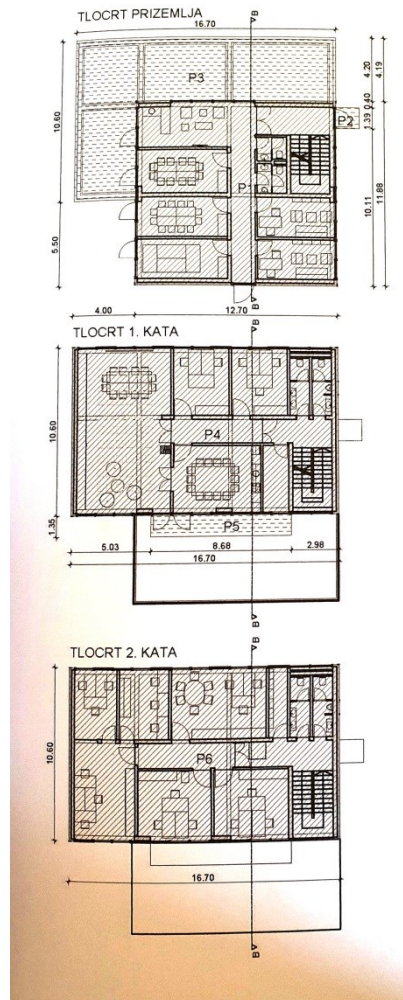 TLOCRT PRIZEMLJA
16.70
B
P3
10.60
5.50
P2
P1
4.20
4.19
0.40
1.39
10.11
11.88
B
4.00
12.70
TLOCRT 1. KATA
B
10.60
P4
P5
1.35
5.03
8.68
2.98
16.70
B
TLOCRT 2. KATA
B
10.60
P6
16.70
B